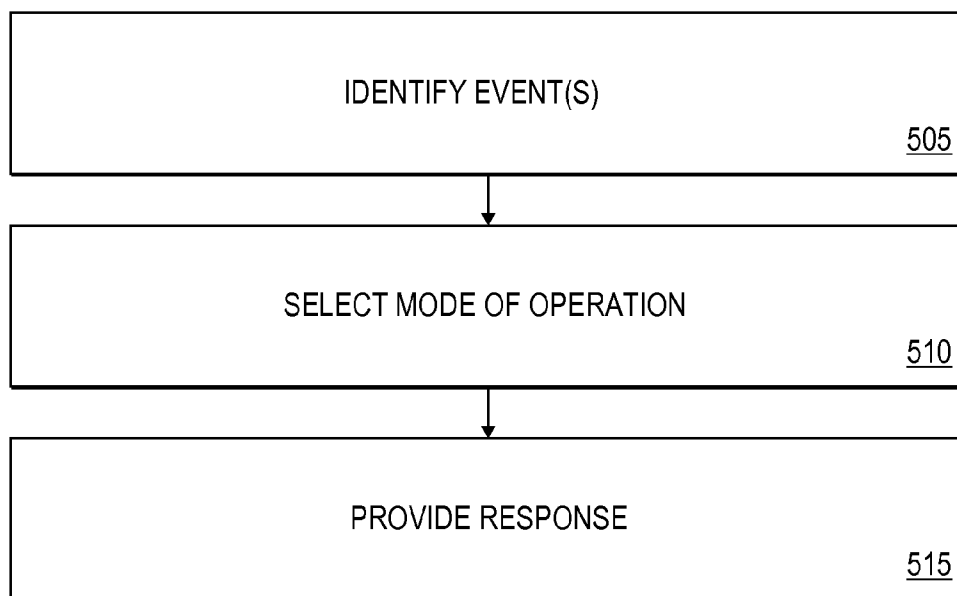 IDENTIFY EVENT(S)
505
SELECT MODE OF OPERATION
510
PROVIDE RESPONSE
515